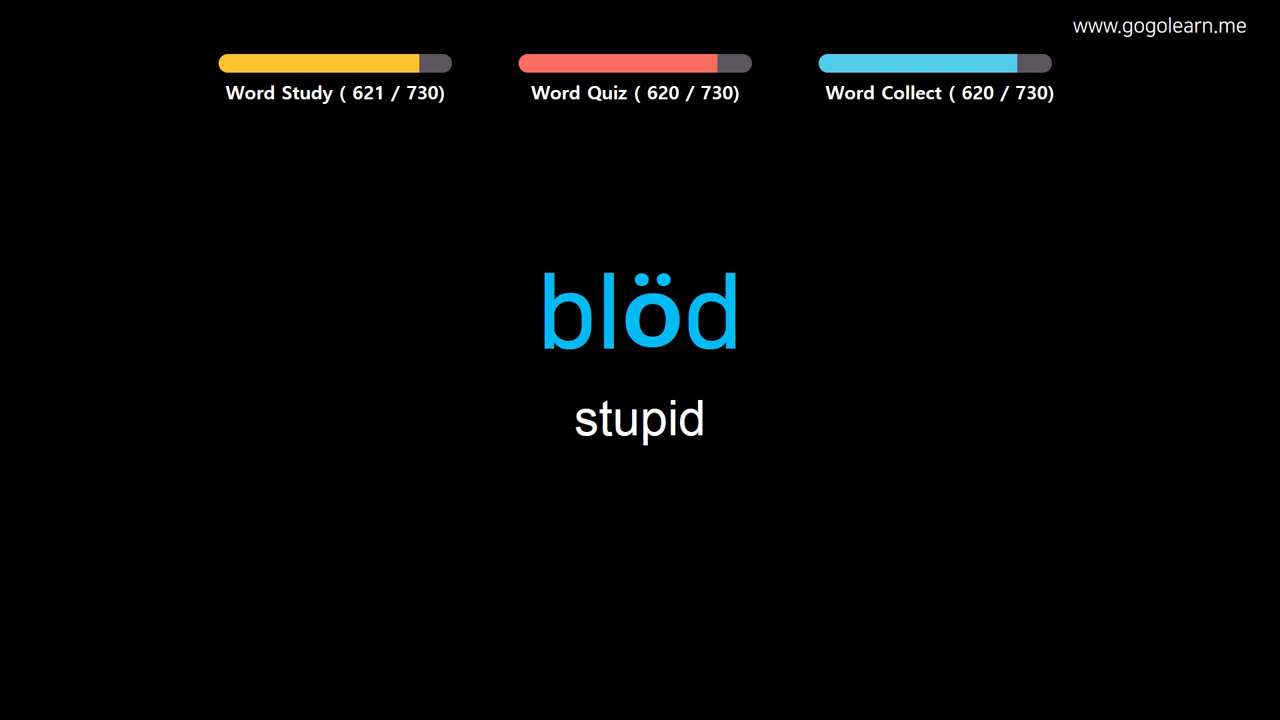 www.gogolearn.me
Word Study ( 621 / 730)
Word Quiz ( 620 / 730)
Word Collect ( 620 / 730)
blöd
stupid